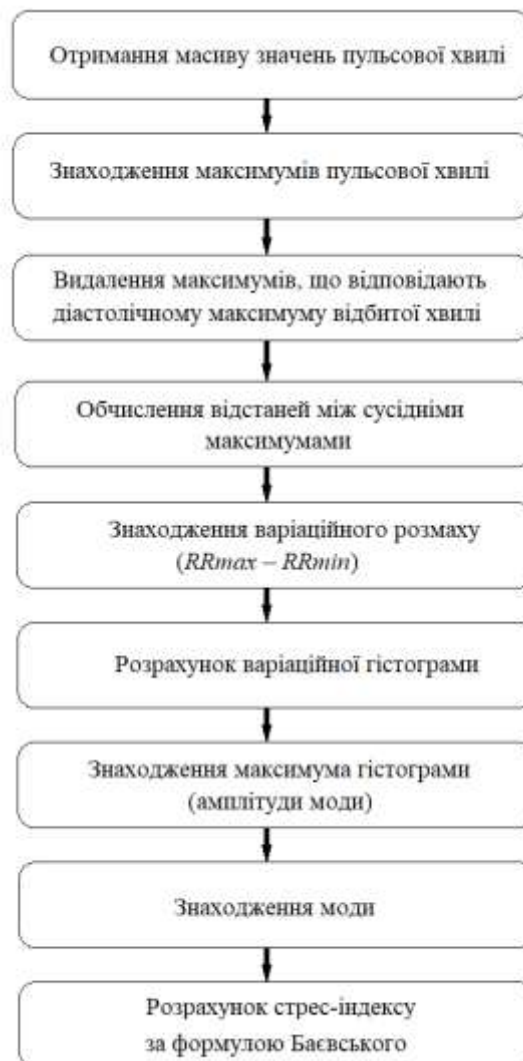 Отримання масиву значень пульсової хвилі
Знаходження максимумів пульсової хвилі
Видалення максимумів, що відповідають
діастолічному максимуму відбитої хвилі
Обчислення відстаней між сусідніми
максимумами
Знаходження варіаційного розмаху
(RRmax – RRmin)
Розрахунок варіаційної гістограми
Знаходження максимума гістограми
(амплітуди моди)
Знаходження моди
Розрахунок стрес-індексу
за формулою Баєвського